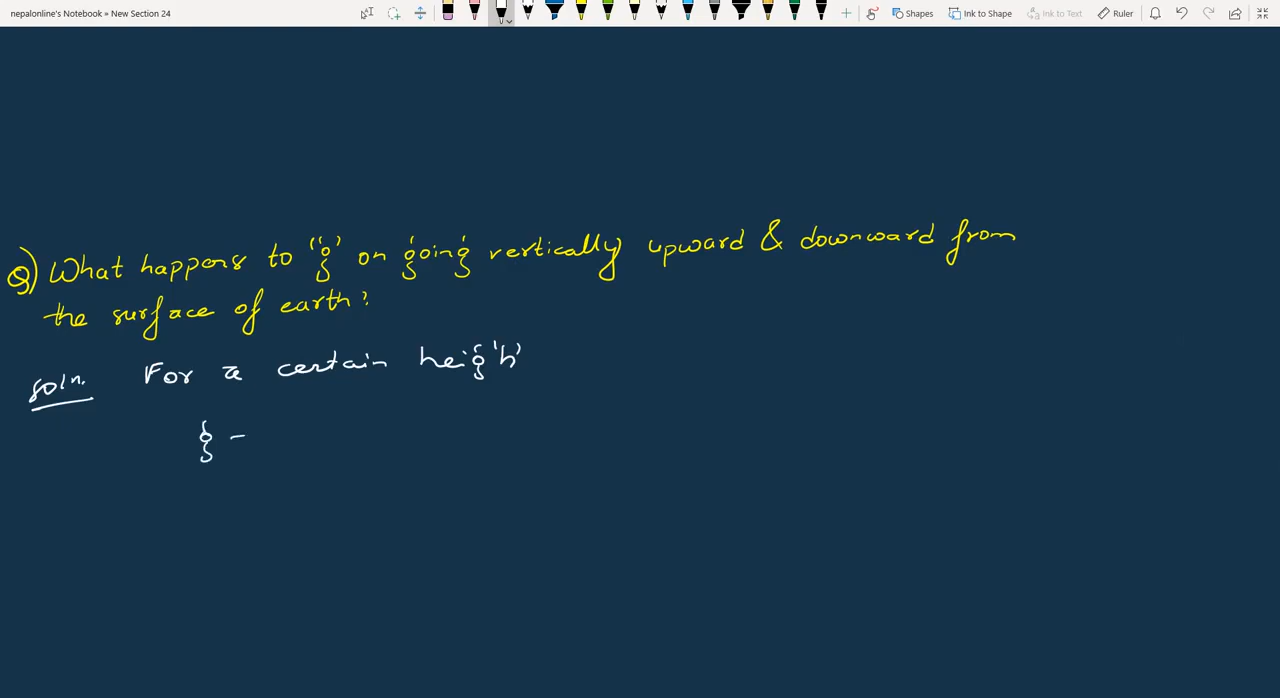 nepalonline's Notebook » New Section 24
Shapes Ink to Shape Ink to Text Ruler
Q) What happens to 'g' on going vertically upward & downward from
the surface of earth?
soln. For a certain heig 'h'
g -